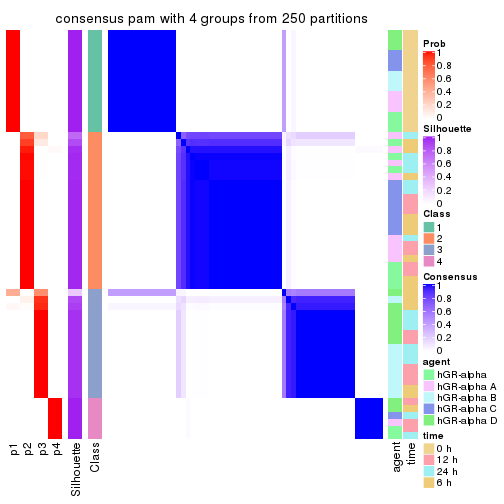 consensus pam with 4 groups from 250 partitions
Prob
1
0.8
0.6
0.4
0.2
0
Silhouette
1
0.8
0.6
0.4
0.2
0
Class
1
2
3
4
Consensus
1
0.8
0.6
0.4
0.2
0
agent
hGR-alpha
hGR-alpha A
hGR-alpha B
hGR-alpha C
hGR-alpha D
time
0 h
12 h
24 h
6 h
p1
p2
p3
p4
Silhouette
Class
agent
time